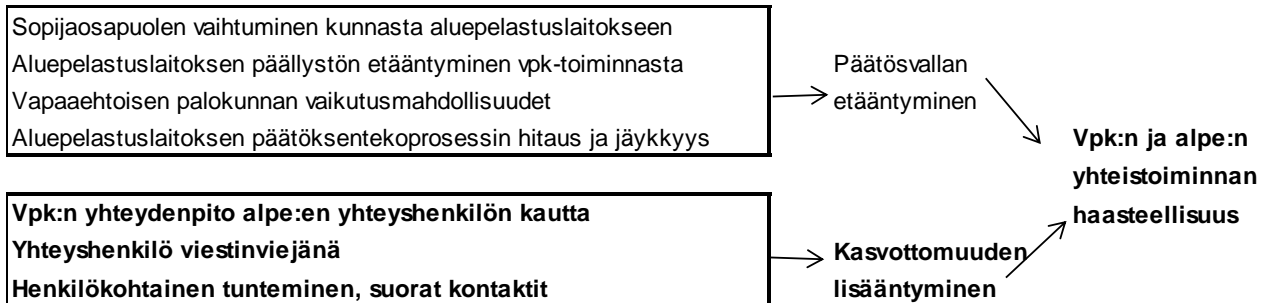 Sopijaosapuolen vaihtuminen kunnasta aluepelastuslaitokseen
Aluepelastuslaitoksen päällystön etääntyminen vpk-toiminnasta
Vapaaehtoisen palokunnan vaikutusmahdollisuudet
Aluepelastuslaitoksen päätöksentekoprosessin hitaus ja jäykkyys
Päätösvallan
etääntyminen
Vpk:n ja alpe:n
yhteistoiminnan
haasteellisuus
Vpk:n yhteydenpito alpe:en yhteyshenkilön kautta
Yhteyshenkilö viestinviejänä
Henkilökohtainen tunteminen, suorat kontaktit
Kasvottomuuden
lisääntyminen